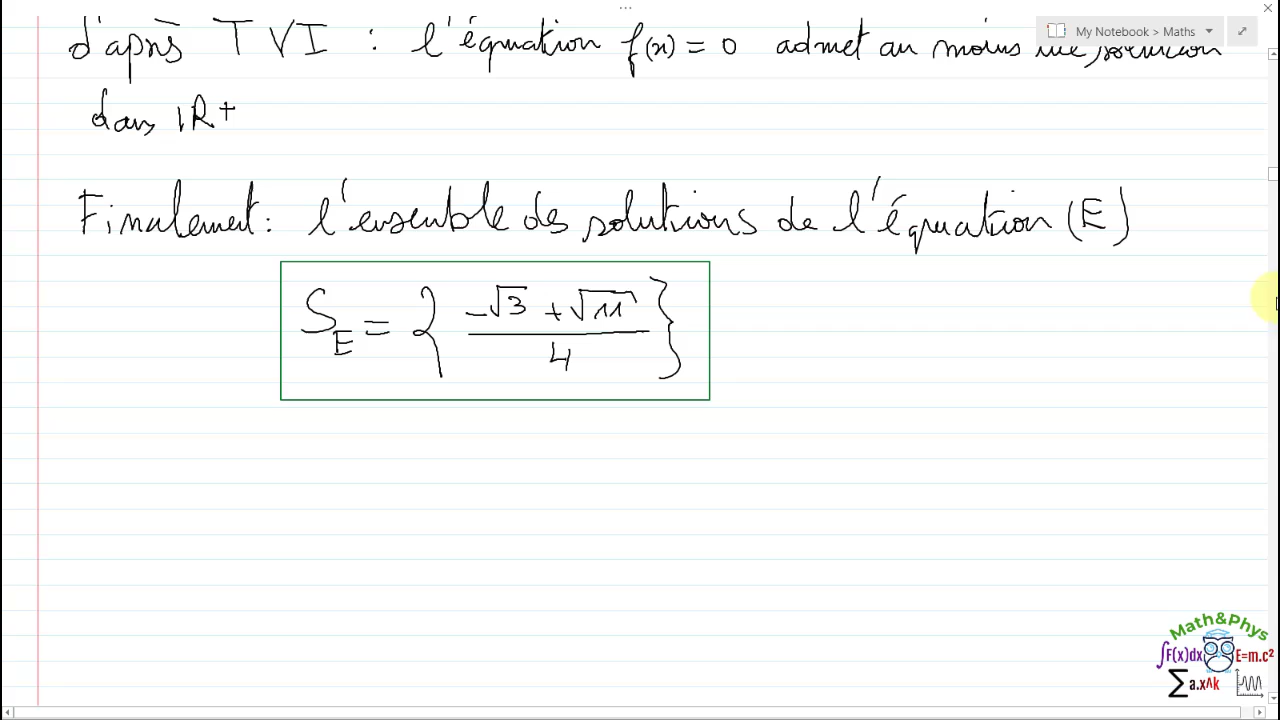 My Notebook > Maths
d'après TVI : l'équation f(x) = 0 admet au moins une solution
dans IR+
Finalement : l'ensemble des solutions de l'équation (E)
S_E = { (-√3 + √11) / 4 }
Math&Phys
∫F(x)dx E=m.c²
∑ a.x^k